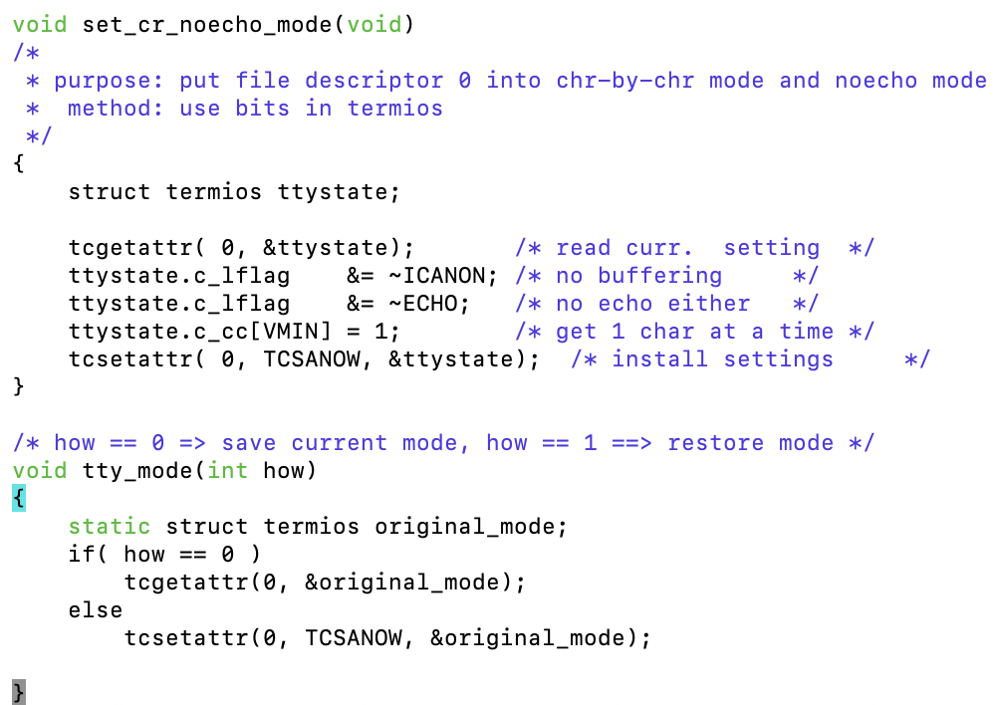 void set_cr_noecho_mode(void)
/*
 * purpose: put file descriptor 0 into chr-by-chr mode and noecho mode
 *  method: use bits in termios
 */
{
    struct termios ttystate;

    tcgetattr( 0, &ttystate);       /* read curr.  setting  */
    ttystate.c_lflag    &= ~ICANON; /* no buffering     */
    ttystate.c_lflag    &= ~ECHO;   /* no echo either   */
    ttystate.c_cc[VMIN] = 1;        /* get 1 char at a time */
    tcsetattr( 0, TCSANOW, &ttystate);  /* install settings     */
}

/* how == 0 => save current mode, how == 1 ==> restore mode */
void tty_mode(int how)
{
    static struct termios original_mode;
    if( how == 0 )
        tcgetattr(0, &original_mode);
    else
        tcsetattr(0, TCSANOW, &original_mode);

}